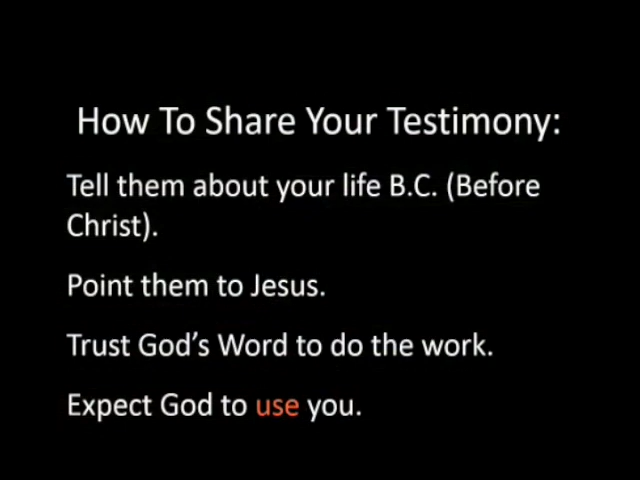 How To Share Your Testimony:
Tell them about your life B.C. (Before
Christ).
Point them to Jesus.
Trust God’s Word to do the work.
Expect God to use you.